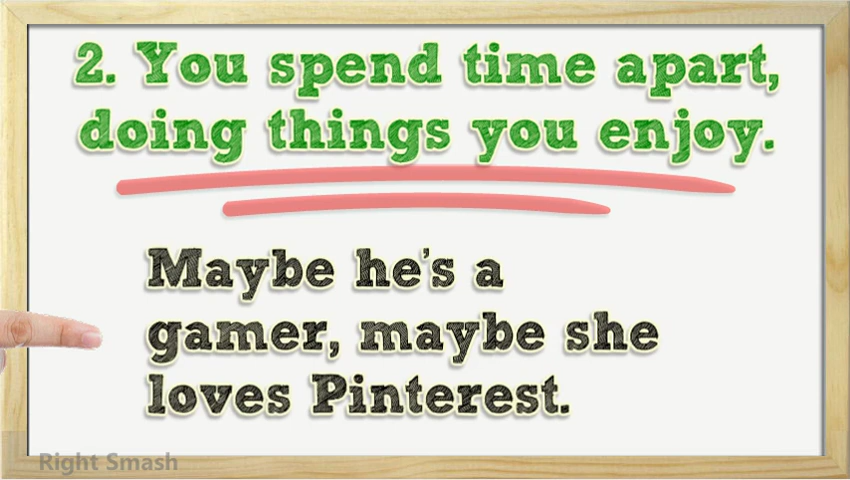 2. You spend time apart,
doing things you enjoy.
Maybe he's a
gamer, maybe she
loves Pinterest.
Right Smash